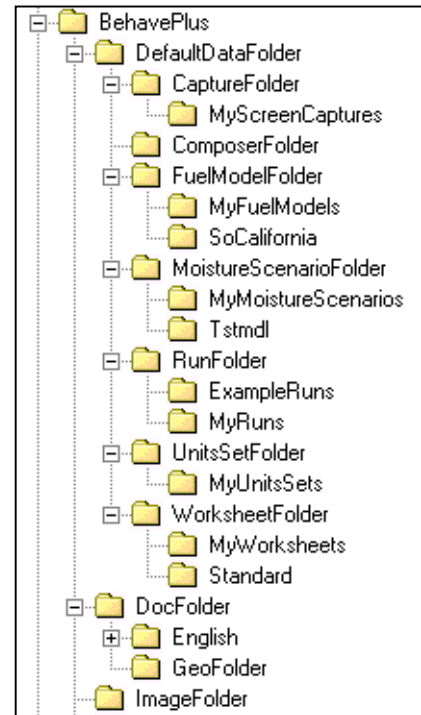 BehavePlus
DefaultDataFolder
CaptureFolder
MyScreenCaptures
ComposerFolder
FuelModelFolder
MyFuelModels
SoCalifornia
MoistureScenarioFolder
MyMoistureScenarios
Tstmdl
RunFolder
ExampleRuns
MyRuns
UnitsSetFolder
MyUnitsSets
WorksheetFolder
MyWorksheets
Standard
DocFolder
English
GeoFolder
ImageFolder